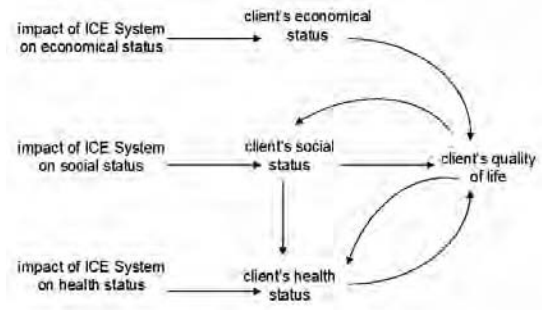 impact of ICE System
on economical status
client's economical
status
impact of ICE System
on social status
client's social
status
client's quality
of life
impact of ICE System
on health status
client's health
status